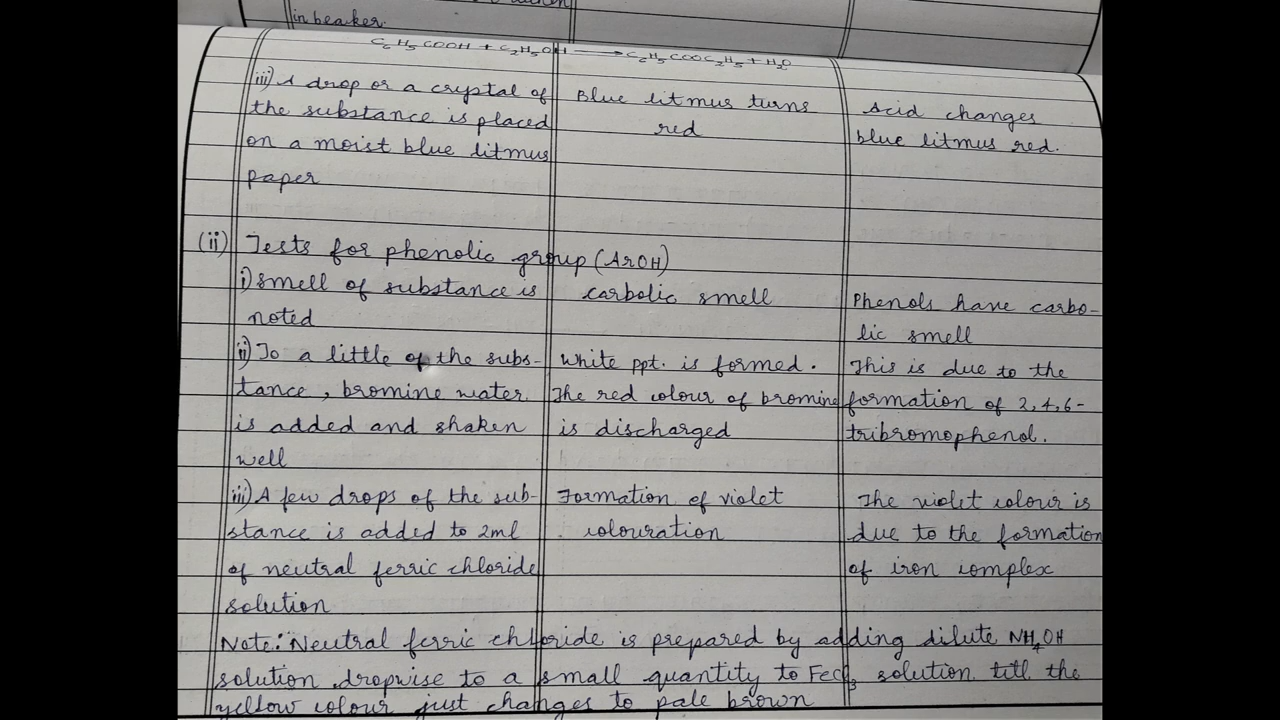 in beaker.
C6H5COOH + C2H5OH → C6H5COOC2H5 + H2O
iii) A drop or a crystal of
the substance is placed
on a moist blue litmus
paper
Blue litmus turns
red
Acid changes
blue litmus red.
(ii) Tests for phenolic group (ArOH)
i) Smell of substance is
noted
carbolic smell
Phenols have carbo-
lic smell
ii) To a little of the subs-
tance, bromine water
is added and shaken
well
White ppt. is formed.
The red colour of bromine
is discharged
This is due to the
formation of 2,4,6-
tribromophenol.
iii) A few drops of the sub-
stance is added to 2ml
of neutral ferric chloride
solution
Formation of violet
colouration
The violet colour is
due to the formation
of iron complex
Note: Neutral ferric chloride is prepared by adding dilute NH4OH
solution dropwise to a small quantity to FeCl3 solution till the
yellow colour just changes to pale brown